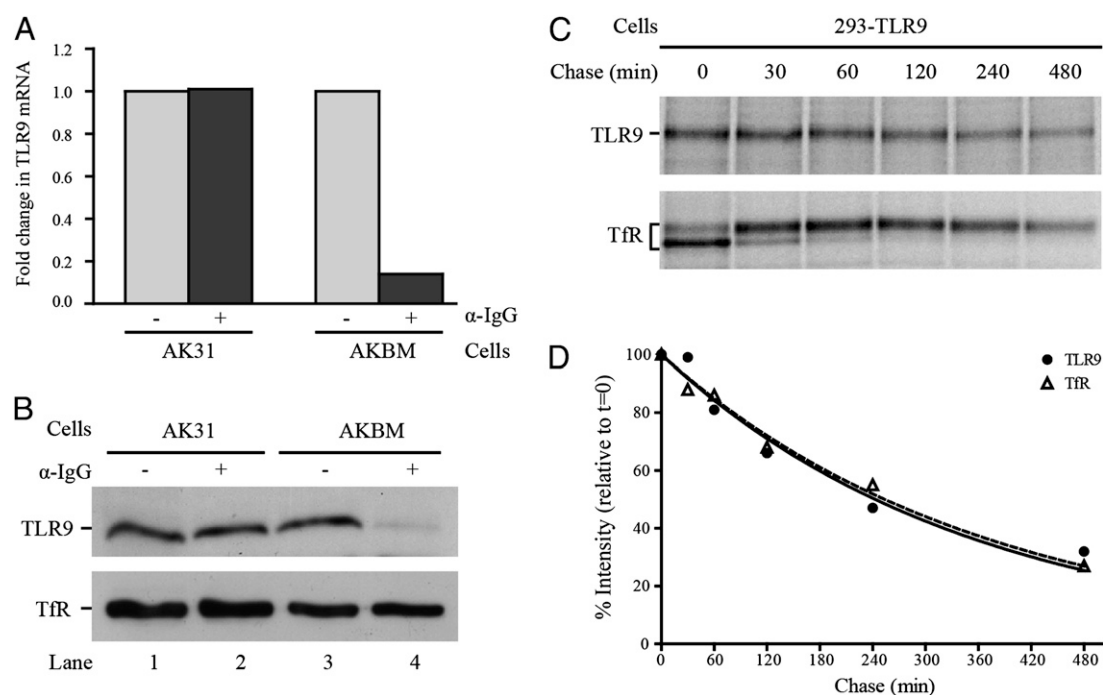 A
Fold change in TLR9 mRNA
1.2
1.0
0.8
0.6
0.4
0.2
0.0
- + - + α-IgG
AK31 AKBM Cells
B
Cells AK31 AKBM
α-IgG - + - +
TLR9
TfR
Lane 1 2 3 4
C
Cells 293-TLR9
Chase (min) 0 30 60 120 240 480
TLR9
TfR
D
% Intensity (relative to t=0)
100
80
60
40
20
0
TLR9
TfR
0 60 120 180 240 300 360 420 480
Chase (min)